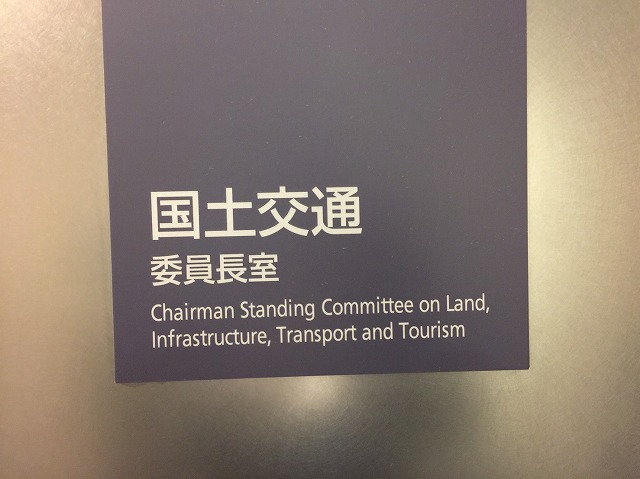 国土交通
委員長室
Chairman Standing Committee on Land,
Infrastructure, Transport and Tourism